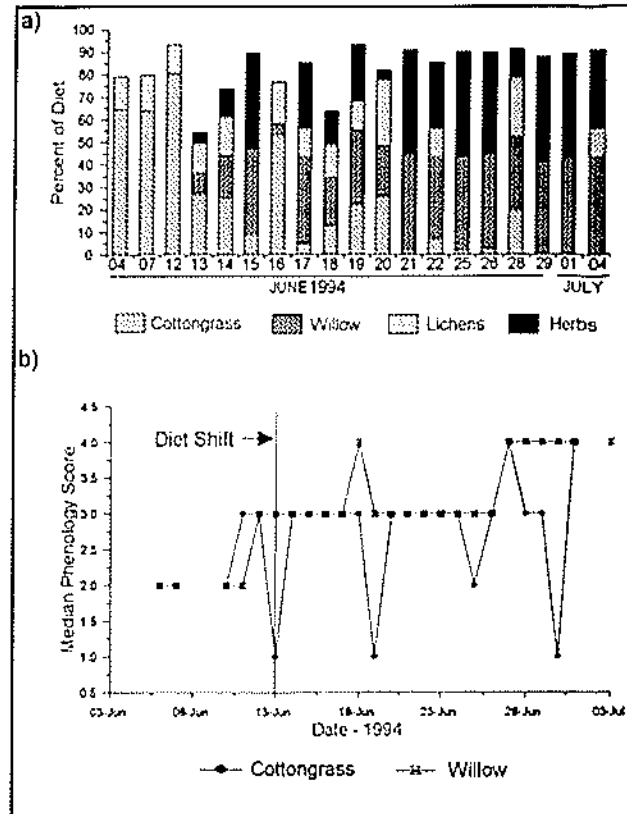 a)
100
90
80
70
60
50
40
30
20
10
0
Percent of Diet
04 07 12 13 14 15 16 17 18 19 20 21 22 25 26 28 29 01 04
JUNE 1994 JULY
Cottongrass Willow Lichens Herbs
b)
4.5
4.0
3.5
3.0
2.5
2.0
1.5
1.0
0.5
Median Phenology Score
Diet Shift
03-Jun 08-Jun 13-Jun 18-Jun 23-Jun 28-Jun 03-Jul
Date - 1994
Cottongrass Willow